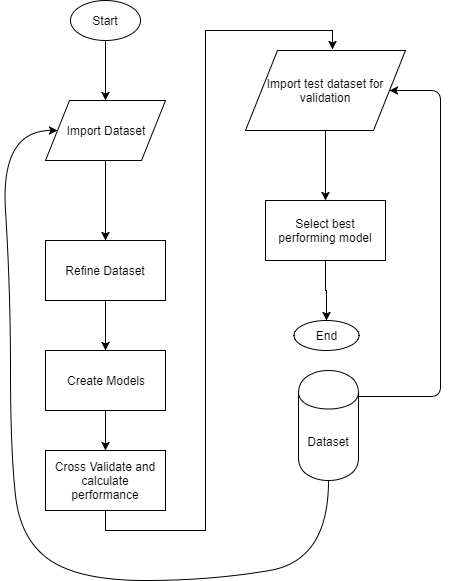 Start
Import Dataset
Refine Dataset
Create Models
Cross Validate and
calculate
performance
Import test dataset for
validation
Select best
performing model
End
Dataset